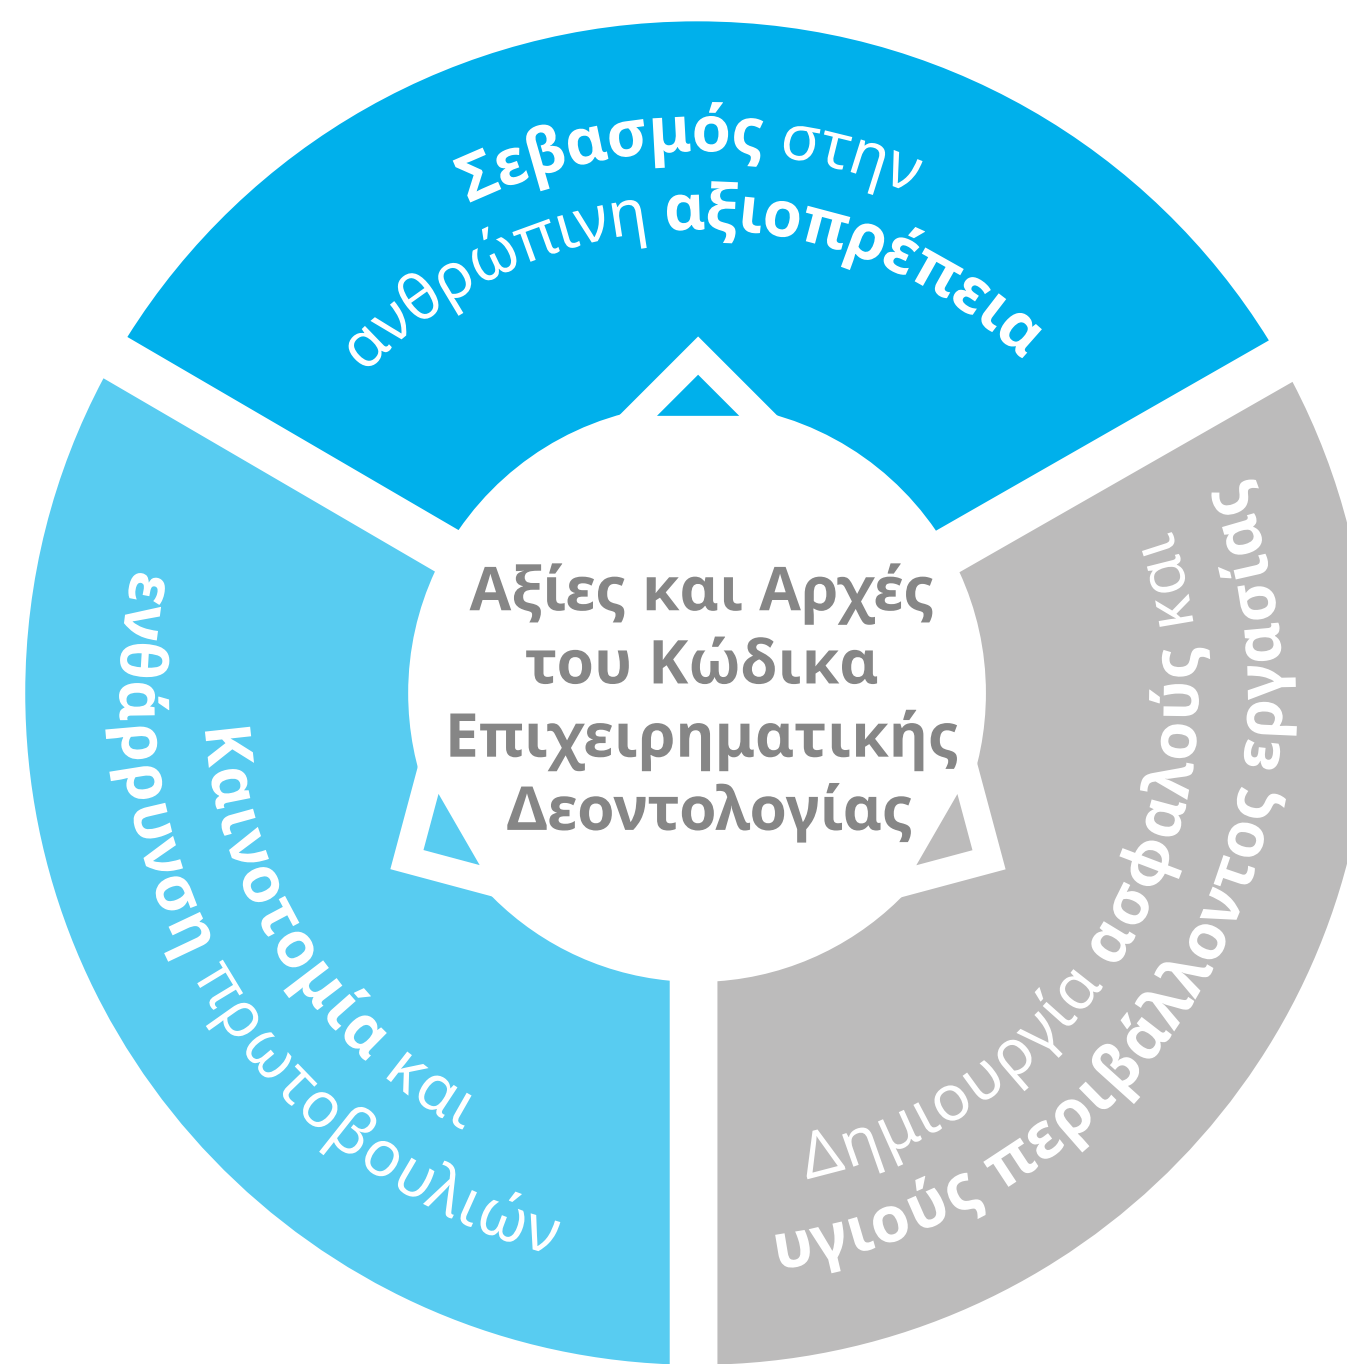 Σεβασμός στην
ανθρώπινη αξιοπρέπεια
Αξίες και Αρχές
του Κώδικα
Επιχειρηματικής
Δεοντολογίας
Καινοτομία και
ενθάρρυνση πρωτοβουλιών
Δημιουργία ασφαλούς και
υγιούς περιβάλλοντος εργασίας